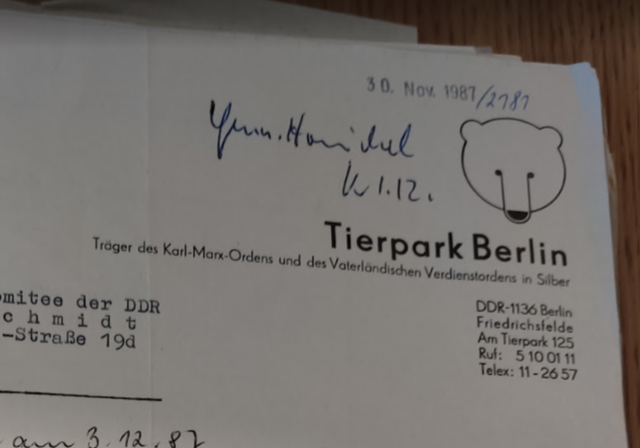 30. Nov. 1987/2781
K 1.12.
Tierpark Berlin
Träger des Karl-Marx-Ordens und des Vaterländischen Verdienstordens in Silber
DDR-1136 Berlin
Friedrichsfelde
Am Tierpark 125
Ruf: 5 10 01 11
Telex: 11-26 57
omitee der DDR
c h m i d t
-Straße 19d
am 3.12.87